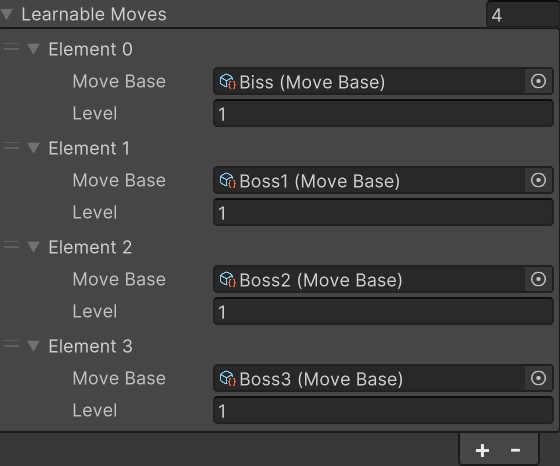 Learnable Moves 4
Element 0
Move Base Biss (Move Base)
Level 1
Element 1
Move Base Boss1 (Move Base)
Level 1
Element 2
Move Base Boss2 (Move Base)
Level 1
Element 3
Move Base Boss3 (Move Base)
Level 1
+ -